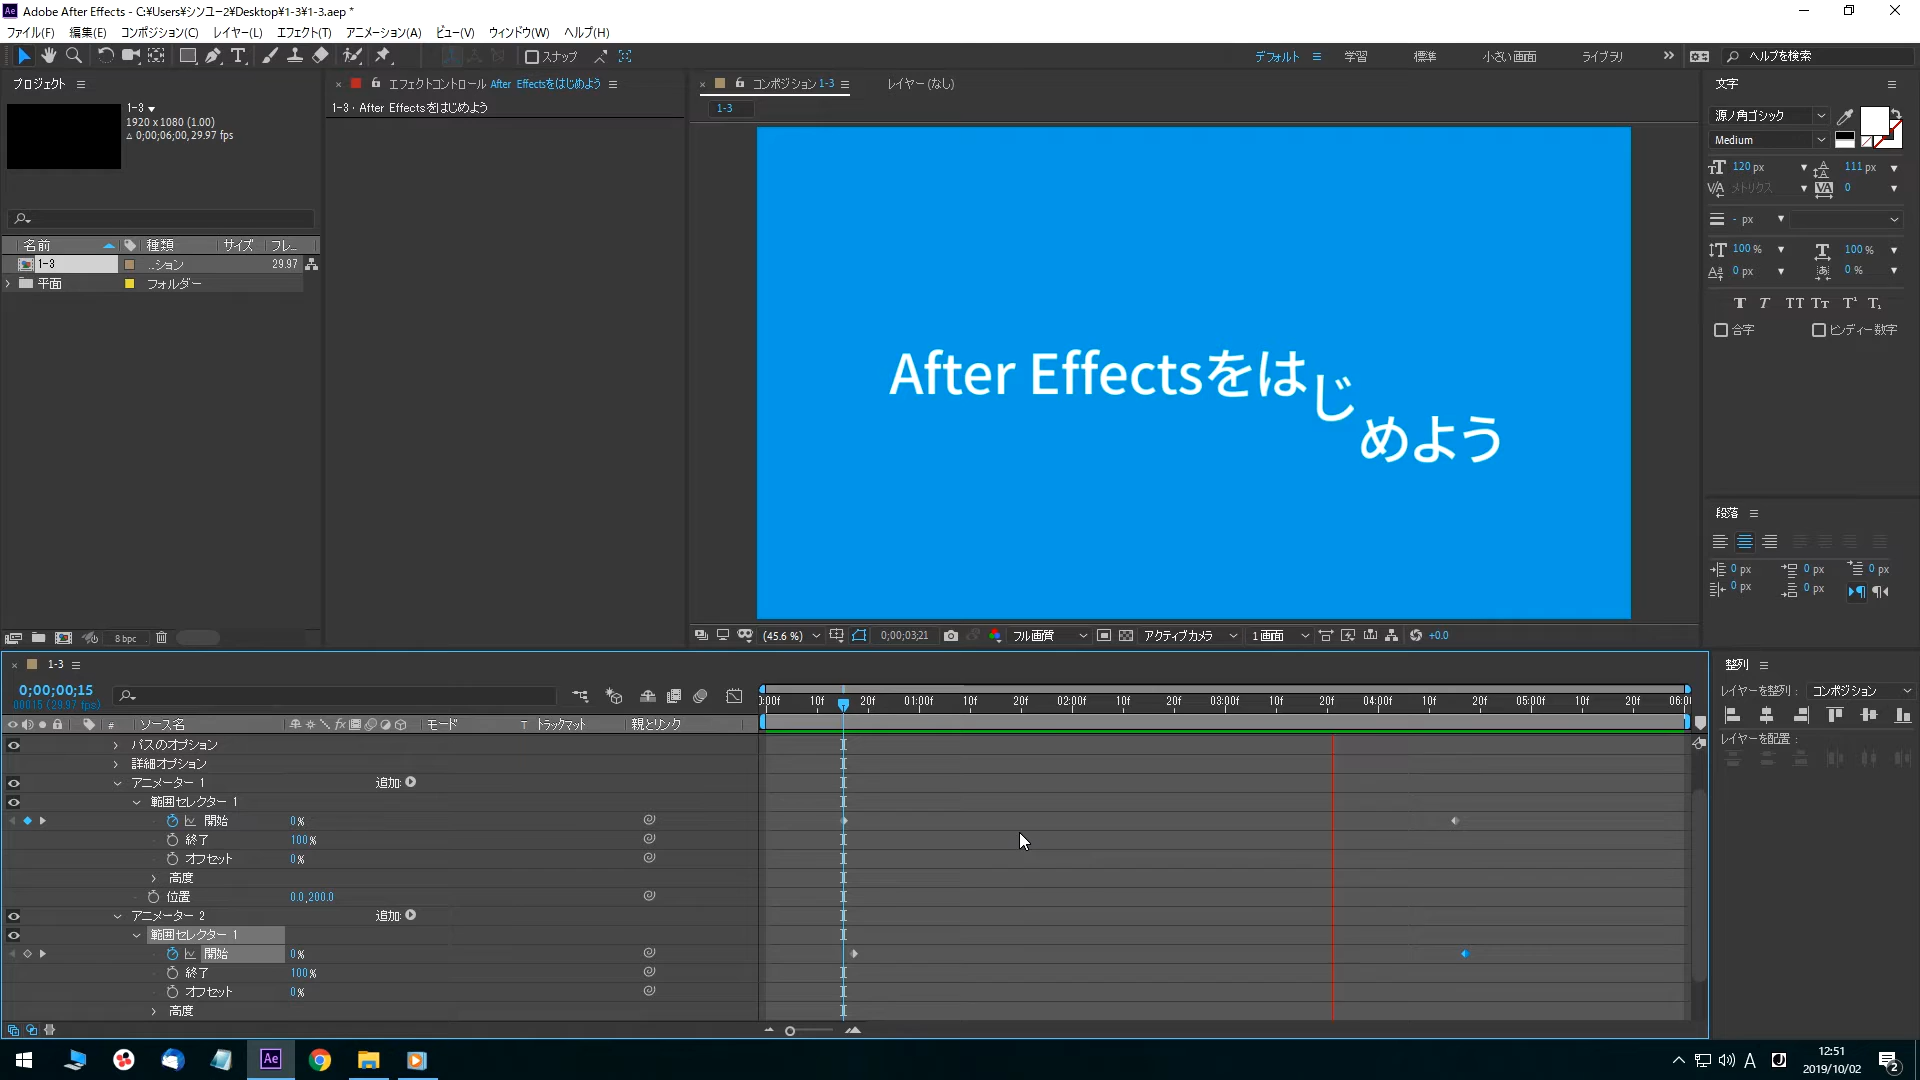 Adobe After Effects - C:¥Users¥シンユー2¥Desktop¥1-3¥1-3.aep *
ファイル(F) 編集(E) コンポジション(C) レイヤー(L) エフェクト(T) アニメーション(A) ビュー(V) ウィンドウ(W) ヘルプ(H)
スナップ デフォルト 学習 標準 小さい画面 ライブラリ ヘルプを検索
プロジェクト エフェクトコントロール After Effectsをはじめよう コンポジション 1-3 レイヤー (なし) 文字
1-3 1-3・After Effectsをはじめよう 1-3
1920 x 1080 (1.00)
△ 0;00;06;00, 29.97 fps
源ノ角ゴシック
Medium
120 px 111 px
メトリクス 0
- px
100 % 100 %
0 px 0 %
T T TT Tt T¹ T₁
合字 ヒンディー数字
名前 種類 サイズ フレ...
1-3 ...ション 29.97
平面 フォルダー
After Effectsをはじめよう
段落
0 px 0 px 0 px
0 px 0 px
8 bpc (45.6 %) 0;00;03;21 フル画質 アクティブカメラ 1画面 +0.0
1-3 整列
0;00;00;15
00015 (29.97 fps)
レイヤーを整列: コンポジション
:00f 10f 20f 01:00f 10f 20f 02:00f 10f 20f 03:00f 10f 20f 04:00f 10f 20f 05:00f 10f 20f 06:0
# ソース名 fx モード T トラックマット 親とリンク
レイヤーを配置:
パスのオプション
詳細オプション
アニメーター 1 追加:
範囲セレクター 1
開始 0%
終了 100%
オフセット 0%
高度
位置 0.0,200.0
アニメーター 2 追加:
範囲セレクター 1
開始 0%
終了 100%
オフセット 0%
高度
Ae A 12:51
2019/10/02 2